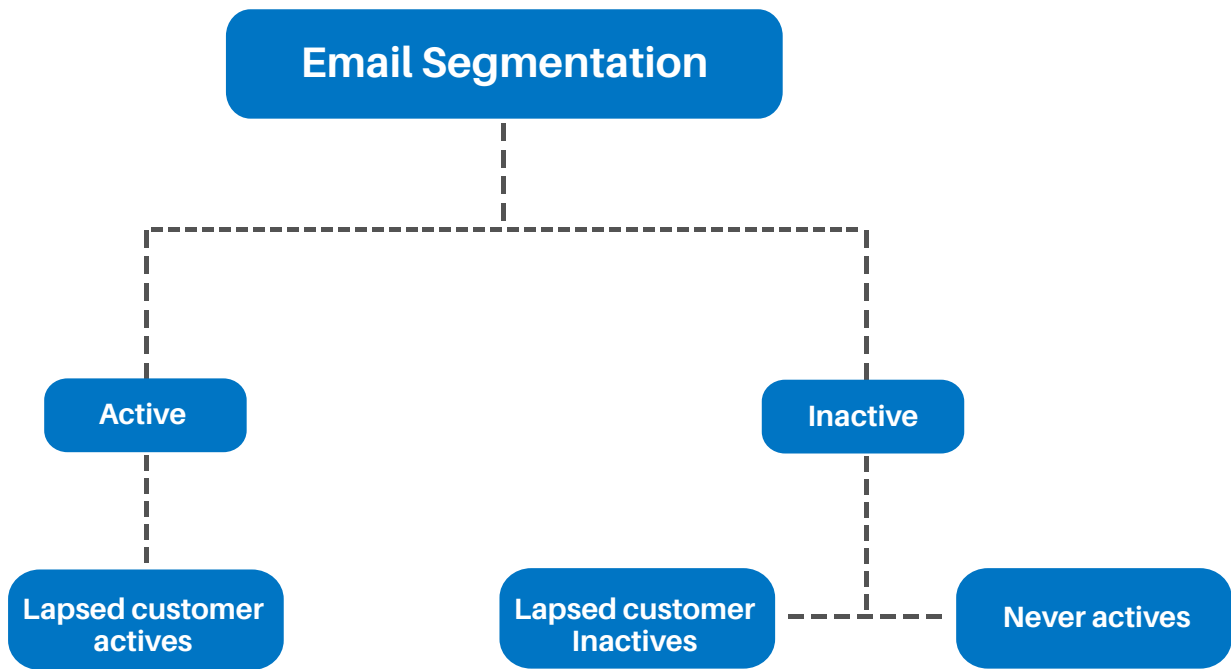 Email Segmentation
Active
Inactive
Lapsed customer
actives
Lapsed customer
Inactives
Never actives